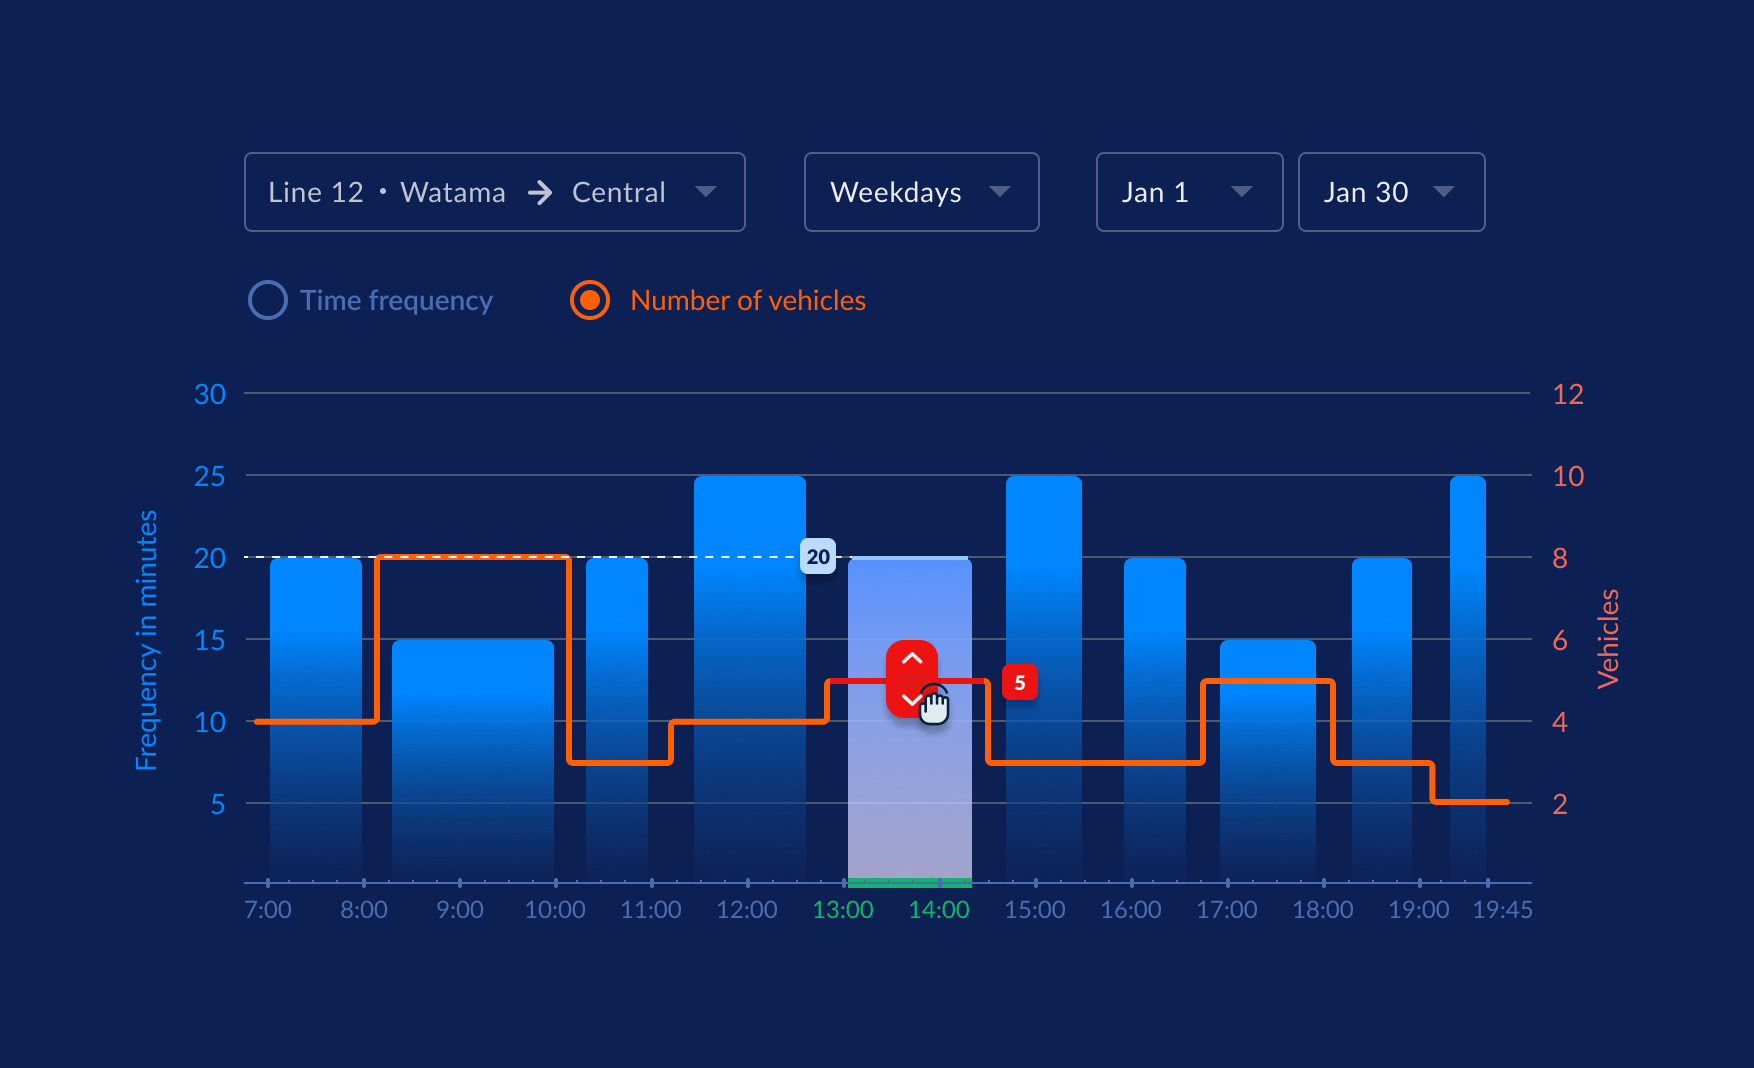 Line 12 • Watama → Central
Weekdays
Jan 1
Jan 30
Time frequency
Number of vehicles
30
25
20
15
10
5
Frequency in minutes
20
5
12
10
8
6
4
2
Vehicles
7:00 8:00 9:00 10:00 11:00 12:00 13:00 14:00 15:00 16:00 17:00 18:00 19:00 19:45